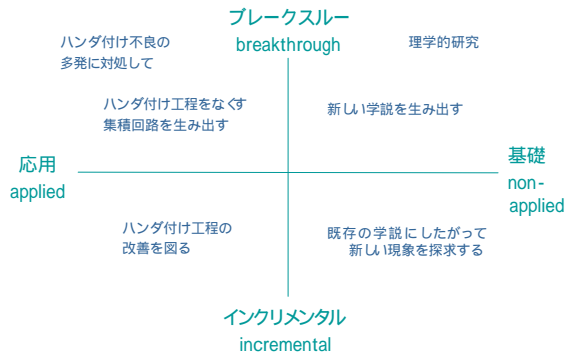 ブレークスルー
breakthrough
ハンダ付け不良の
多発に対処して
理学的研究
ハンダ付け工程をなくす
集積回路を生み出す
新しい学説を生み出す
応用
applied
基礎
non-
applied
ハンダ付け工程の
改善を図る
既存の学説にしたがって
新しい現象を探求する
インクリメンタル
incremental